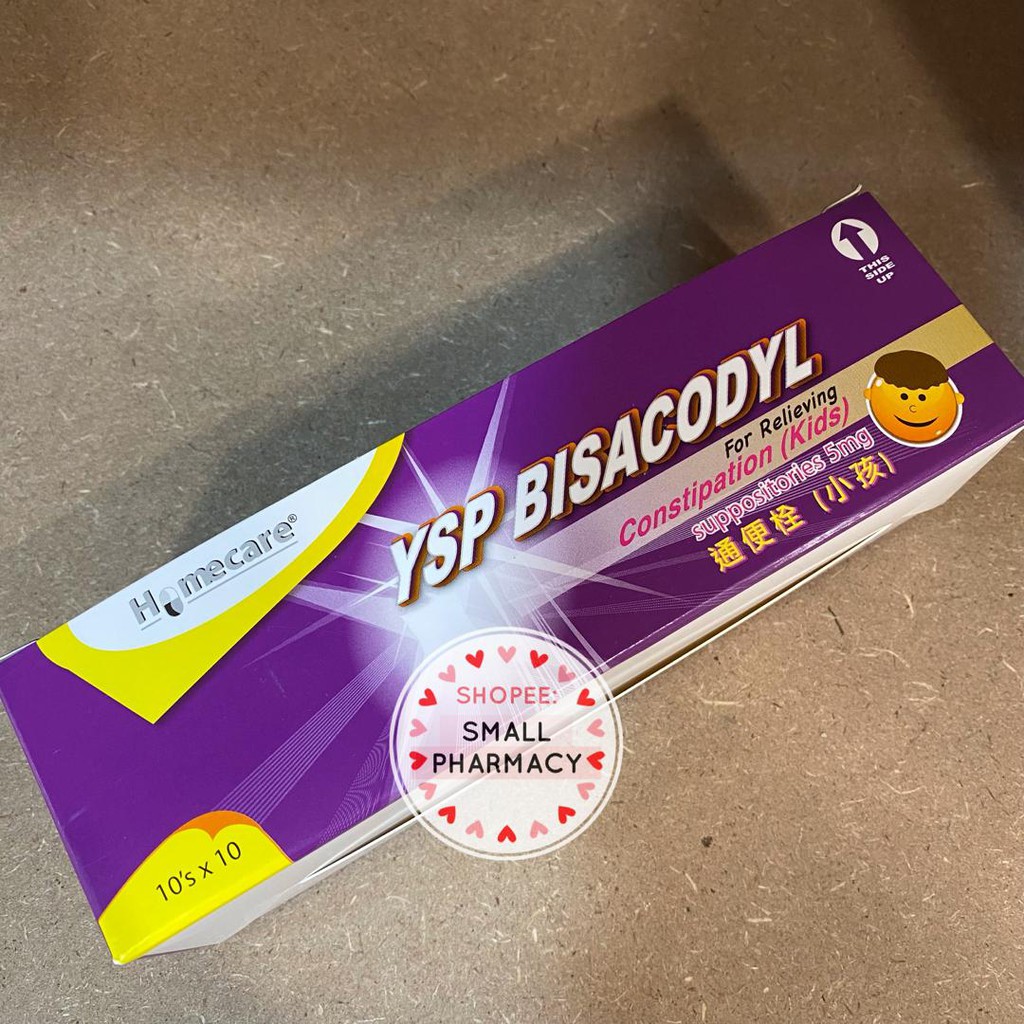 THIS
SIDE
UP
Homecare®
YSP BISACODYL
For Relieving
Constipation (Kids)
suppositories 5mg
通便栓 (小孩)
SHOPEE:
SMALL
PHARMACY
10's x 10